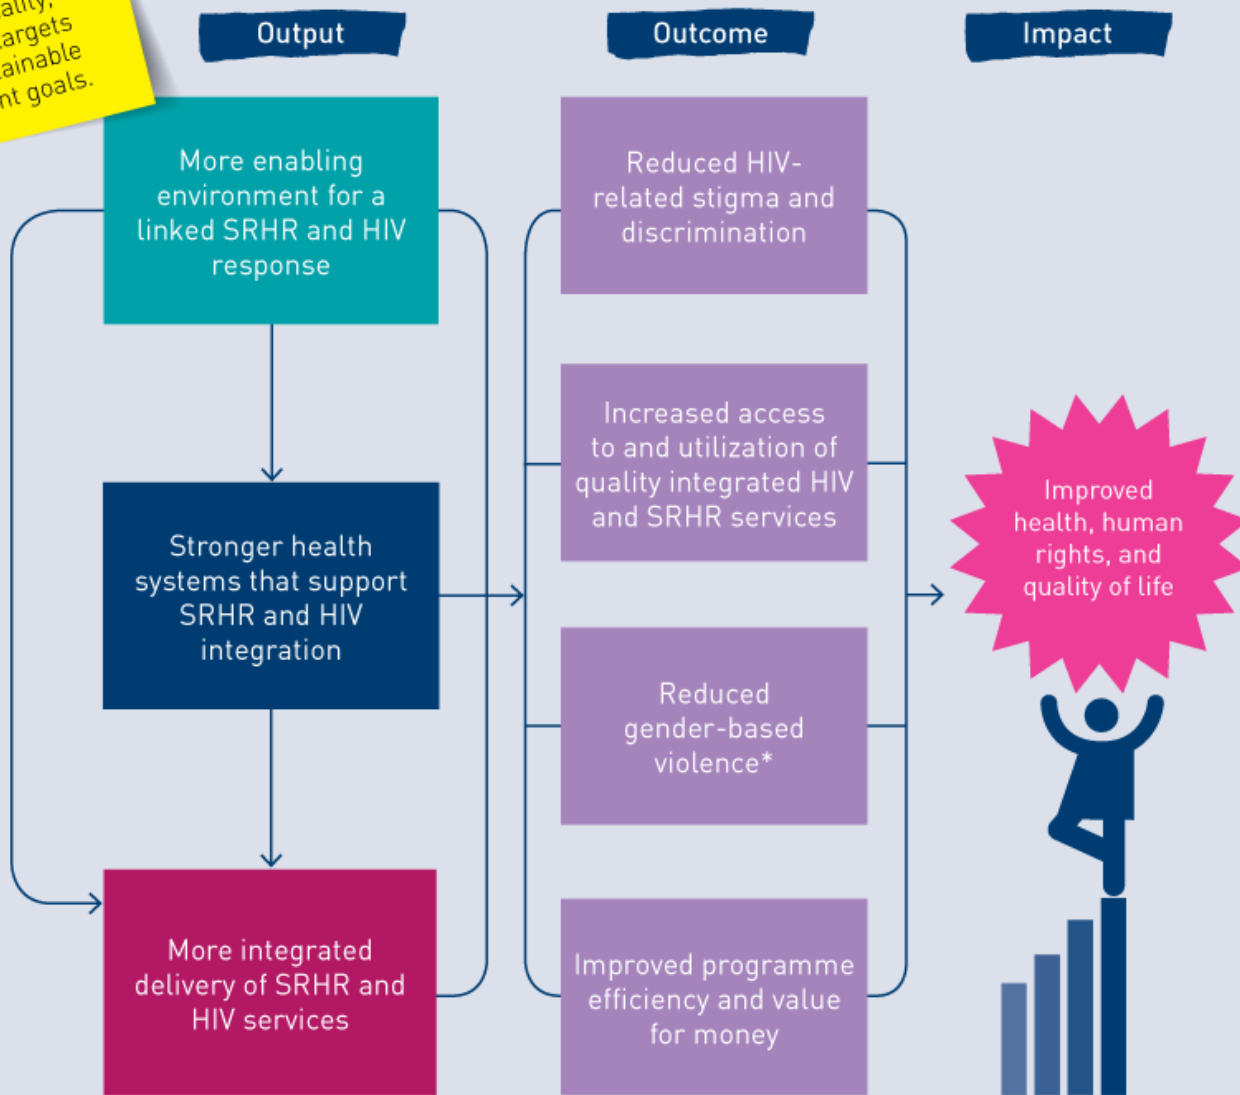 targets
nt goals.
Output
Outcome
Impact
More enabling
environment for a
linked SRHR and HIV
response
Stronger health
systems that support
SRHR and HIV
integration
More integrated
delivery of SRHR and
HIV services
Reduced HIV-
related stigma and
discrimination
Increased access
to and utilization of
quality integrated HIV
and SRHR services
Reduced
gender-based
violence*
Improved programme
efficiency and value
for money
Improved
health, human
rights, and
quality of life